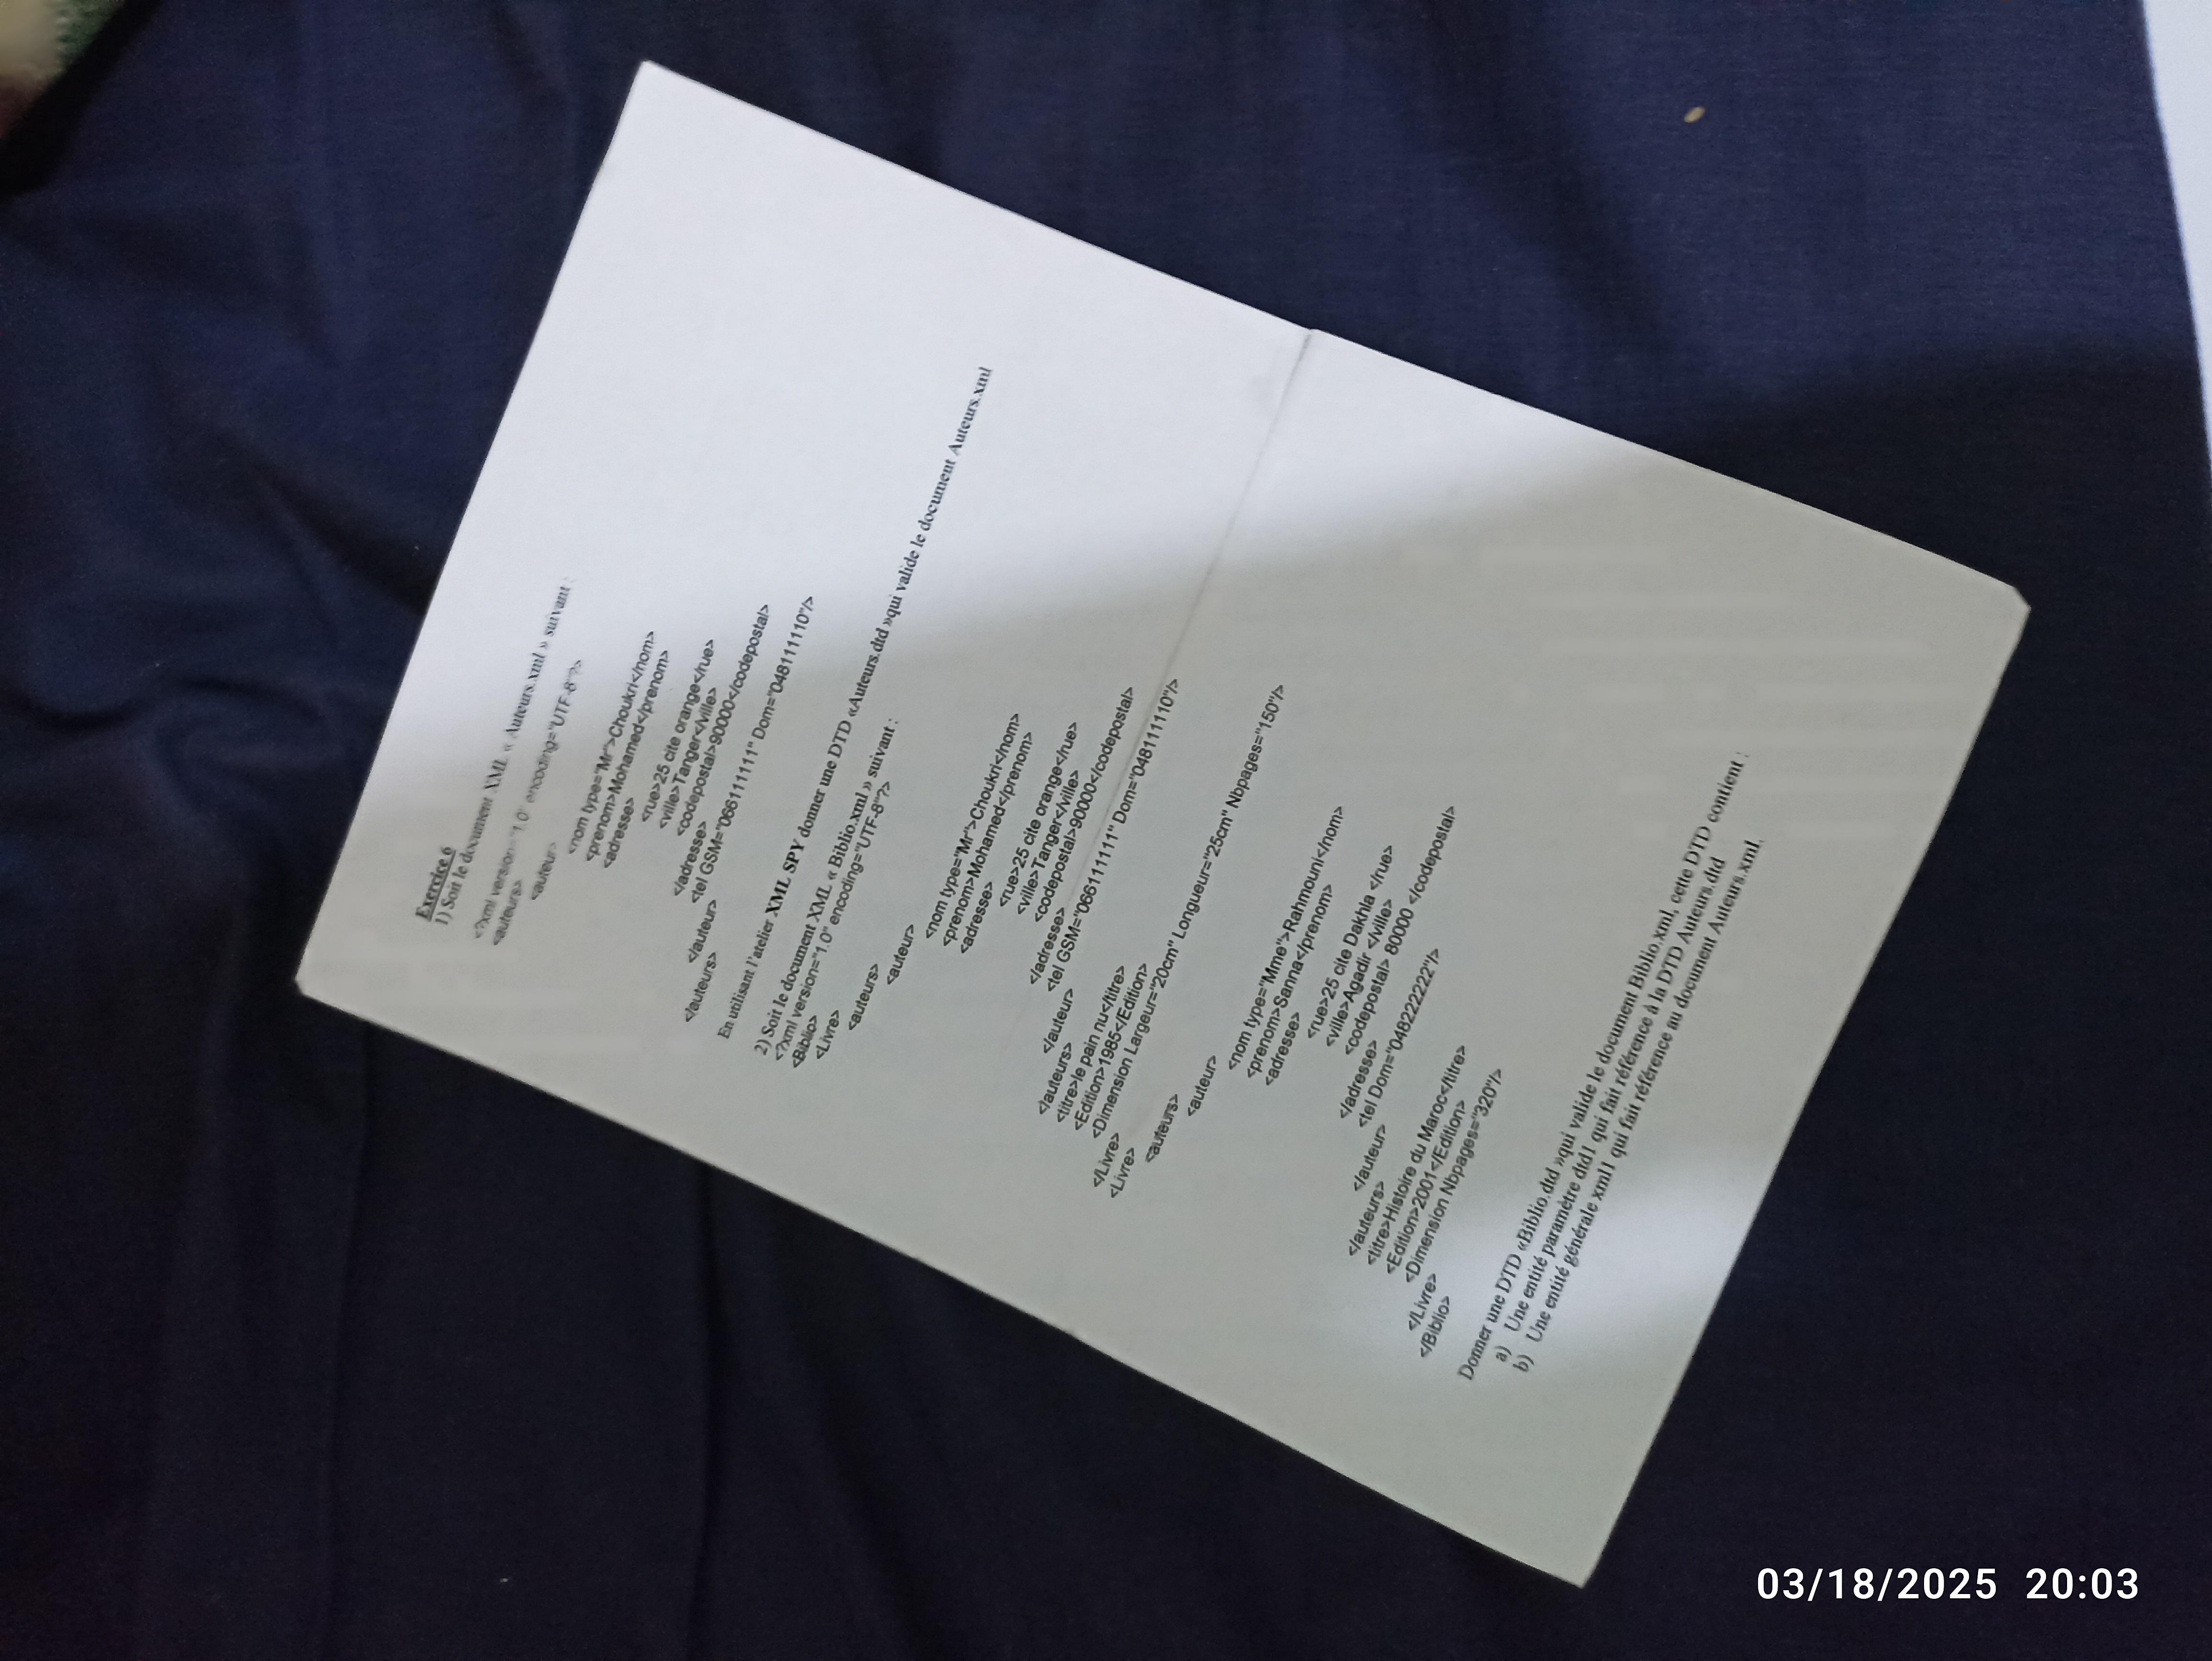 Exercice 6
1) Soit le document XML « Auteurs.xml » suivant :
<?xml version="1.0" encoding="UTF-8"?>
<auteurs>
<auteur>
<nom type="Mr">Choukri</nom>
<prenom>Mohamed</prenom>
<adresse>
<rue>25 cite orange</rue>
<ville>Tanger</ville>
<codepostal>90000</codepostal>
</adresse>
<tel GSM="066111111" Dom="048111110"/>
</auteur>
</auteurs>
En utilisant l'atelier XML SPY donner une DTD «Auteurs.dtd »qui valide le document Auteurs.xml
2) Soit le document XML « Biblio.xml » suivant :
<?xml version="1.0" encoding="UTF-8"?>
<Biblio>
<Livre>
<auteurs>
<auteur>
<nom type="Mr">Choukri</nom>
<prenom>Mohamed</prenom>
<adresse>
<rue>25 cite orange</rue>
<ville>Tanger</ville>
<codepostal>90000</codepostal>
</adresse>
<tel GSM="066111111" Dom="048111110"/>
</auteur>
</auteurs>
<titre>le pain nu</titre>
<Edition>1985</Edition>
<Dimension Largeur="20cm" Longueur="25cm" Nbpages="150"/>
</Livre>
<Livre>
<auteurs>
<auteur>
<nom type="Mme">Rahmouni</nom>
<prenom>Sanna</prenom>
<adresse>
<rue>25 cite Dakhla </rue>
<ville>Agadir </ville>
<codepostal> 80000 </codepostal>
</adresse>
<tel Dom="048222222"/>
</auteur>
</auteurs>
<titre>Histoire du Maroc</titre>
<Edition>2001</Edition>
<Dimension Nbpages="320"/>
</Livre>
</Biblio>
Donner une DTD «Biblio.dtd »qui valide le document Biblio.xml, cette DTD contient :
a) Une entité paramètre dtd1 qui fait référence à la DTD Auteurs.dtd
b) Une entité générale xml1 qui fait référence au document Auteurs.xml.
03/18/2025 20:03